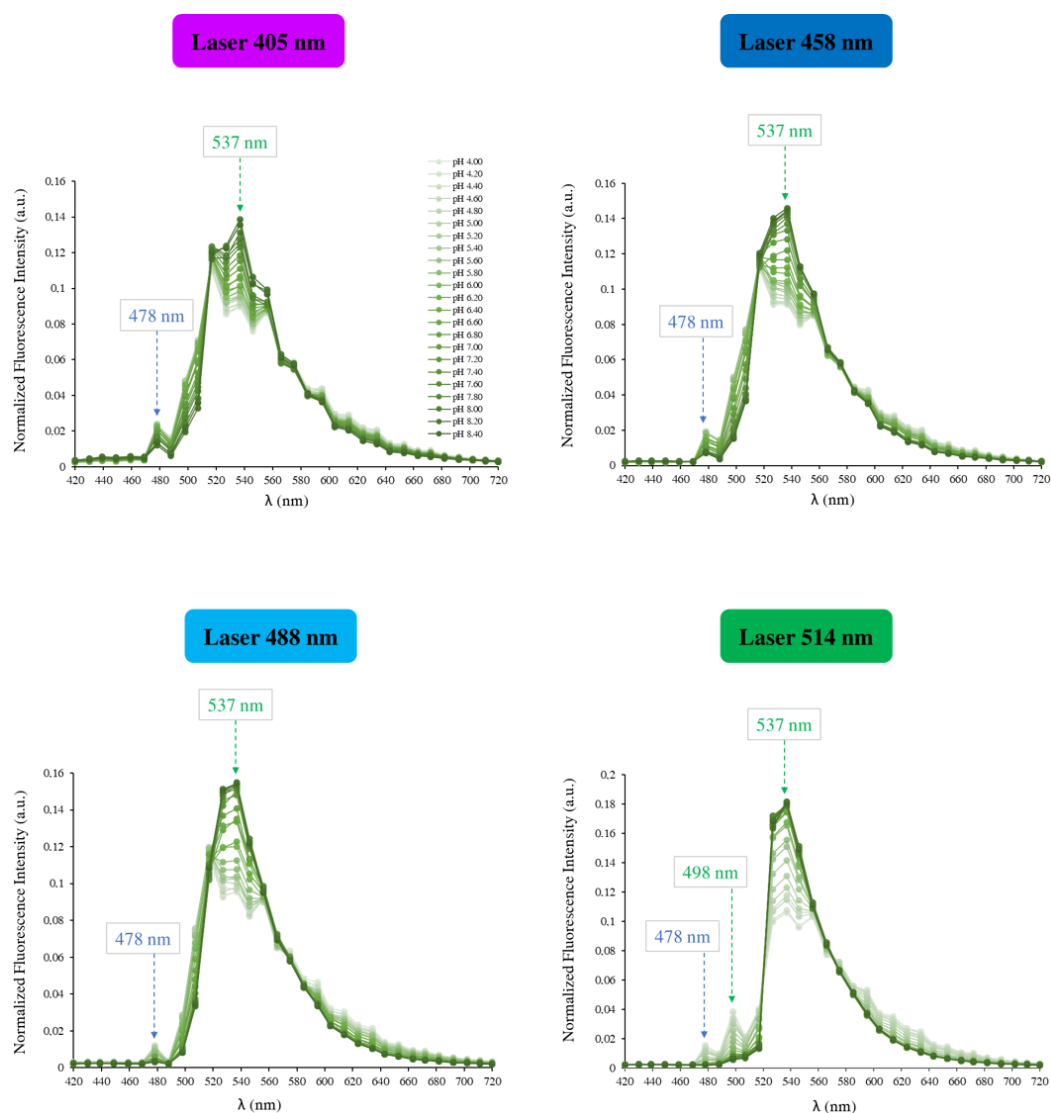 Laser 405 nm
537 nm
478 nm
Normalized Fluorescence Intensity (a.u.)
0,16
0,14
0,12
0,1
0,08
0,06
0,04
0,02
0
420 440 460 480 500 520 540 560 580 600 620 640 660 680 700 720
λ (nm)
pH 4.00
pH 4.20
pH 4.40
pH 4.60
pH 4.80
pH 5.00
pH 5.20
pH 5.40
pH 5.60
pH 5.80
pH 6.00
pH 6.20
pH 6.40
pH 6.60
pH 6.80
pH 7.00
pH 7.20
pH 7.40
pH 7.60
pH 7.80
pH 8.00
pH 8.20
pH 8.40
Laser 458 nm
537 nm
478 nm
Normalized Fluorescence Intensity (a.u.)
0,16
0,14
0,12
0,1
0,08
0,06
0,04
0,02
0
420 440 460 480 500 520 540 560 580 600 620 640 660 680 700 720
λ (nm)
Laser 488 nm
537 nm
478 nm
Normalized Fluorescence Intensity (a.u.)
0,16
0,14
0,12
0,1
0,08
0,06
0,04
0,02
0
420 440 460 480 500 520 540 560 580 600 620 640 660 680 700 720
λ (nm)
Laser 514 nm
537 nm
498 nm
478 nm
Normalized Fluorescence Intensity (a.u.)
0,2
0,18
0,16
0,14
0,12
0,1
0,08
0,06
0,04
0,02
0
420 440 460 480 500 520 540 560 580 600 620 640 660 680 700 720
λ (nm)